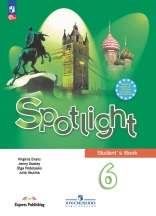 Spotlight
Virginia Evans
Jenny Dooley
Olga Podolyako
Julia Vaulina
Student's Book
6
Express Publishing
ПРОСВЕЩЕНИЕ